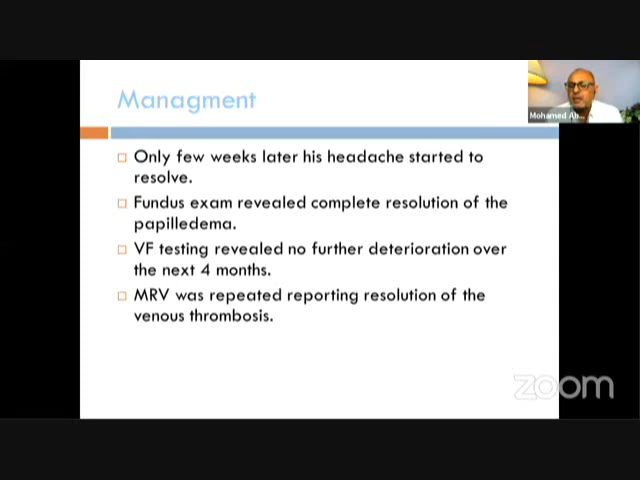 Managment
Mohamed Ab...
Only few weeks later his headache started to
resolve.
Fundus exam revealed complete resolution of the
papilledema.
VF testing revealed no further deterioration over
the next 4 months.
MRV was repeated reporting resolution of the
venous thrombosis.
zoom